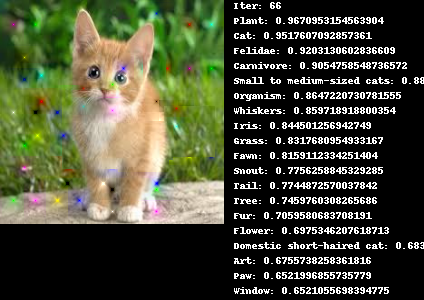 Iter: 66
Plant: 0.9670953154563904
Cat: 0.9517607092857361
Felidae: 0.9203130602836609
Carnivore: 0.9054758548736572
Small to medium-sized cats: 0.88
Organism: 0.8647220730781555
Whiskers: 0.859718918800354
Iris: 0.844501256942749
Grass: 0.8317680954933167
Fawn: 0.8159112334251404
Snout: 0.7756258845329285
Tail: 0.7744872570037842
Tree: 0.7459760308265686
Fur: 0.7059580683708191
Flower: 0.6975346207618713
Domestic short-haired cat: 0.683
Art: 0.6755738258361816
Paw: 0.6521996855735779
Window: 0.6521055698394775